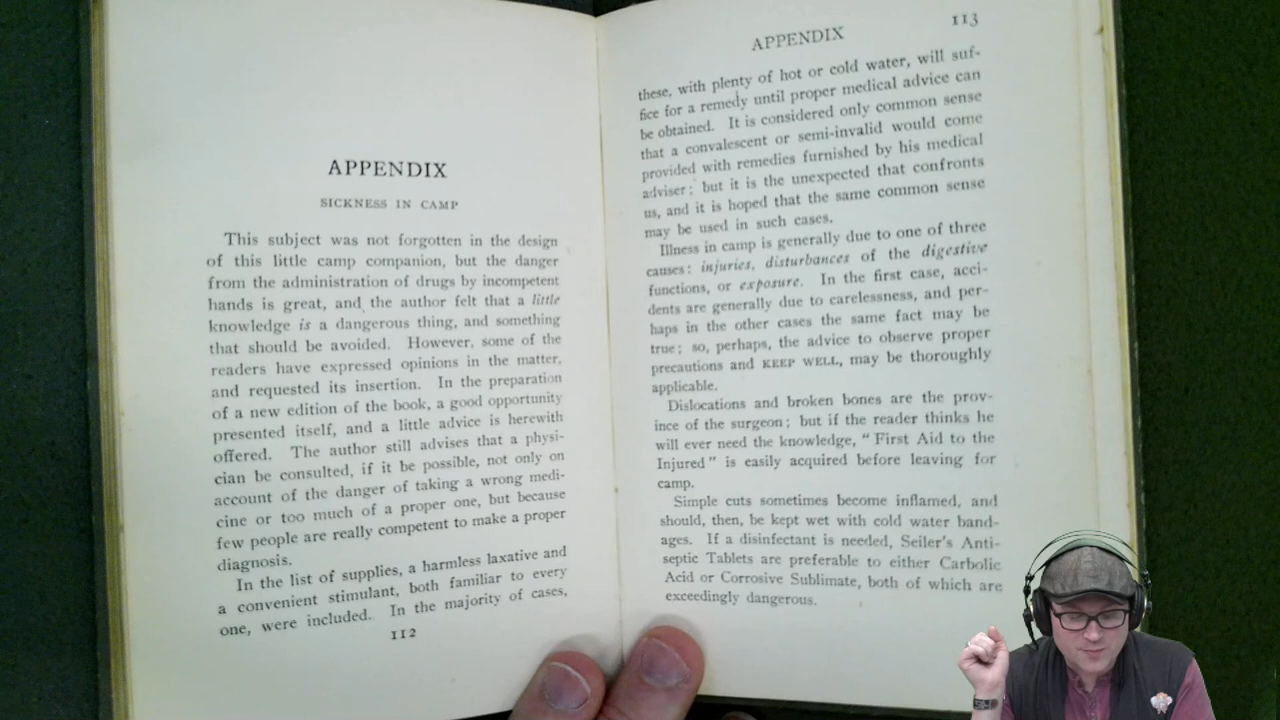 APPENDIX
SICKNESS IN CAMP
This subject was not forgotten in the design
of this little camp companion, but the danger
from the administration of drugs by incompetent
hands is great, and the author felt that a little
knowledge is a dangerous thing, and something
that should be avoided. However, some of the
readers have expressed opinions in the matter,
and requested its insertion. In the preparation
of a new edition of the book, a good opportunity
presented itself, and a little advice is herewith
offered. The author still advises that a physi-
cian be consulted, if it be possible, not only on
account of the danger of taking a wrong medi-
cine or too much of a proper one, but because
few people are really competent to make a proper
diagnosis.
In the list of supplies, a harmless laxative and
a convenient stimulant, both familiar to every
one, were included. In the majority of cases,
112
APPENDIX 113
these, with plenty of hot or cold water, will suf-
fice for a remedy until proper medical advice can
be obtained. It is considered only common sense
that a convalescent or semi-invalid would come
provided with remedies furnished by his medical
adviser; but it is the unexpected that confronts
us, and it is hoped that the same common sense
may be used in such cases.
Illness in camp is generally due to one of three
causes: injuries, disturbances of the digestive
functions, or exposure. In the first case, acci-
dents are generally due to carelessness, and per-
haps in the other cases the same fact may be
true; so, perhaps, the advice to observe proper
precautions and KEEP WELL, may be thoroughly
applicable.
Dislocations and broken bones are the prov-
ince of the surgeon; but if the reader thinks he
will ever need the knowledge, "First Aid to the
Injured" is easily acquired before leaving for
camp.
Simple cuts sometimes become inflamed, and
should, then, be kept wet with cold water band-
ages. If a disinfectant is needed, Seiler's Anti-
septic Tablets are preferable to either Carbolic
Acid or Corrosive Sublimate, both of which are
exceedingly dangerous.